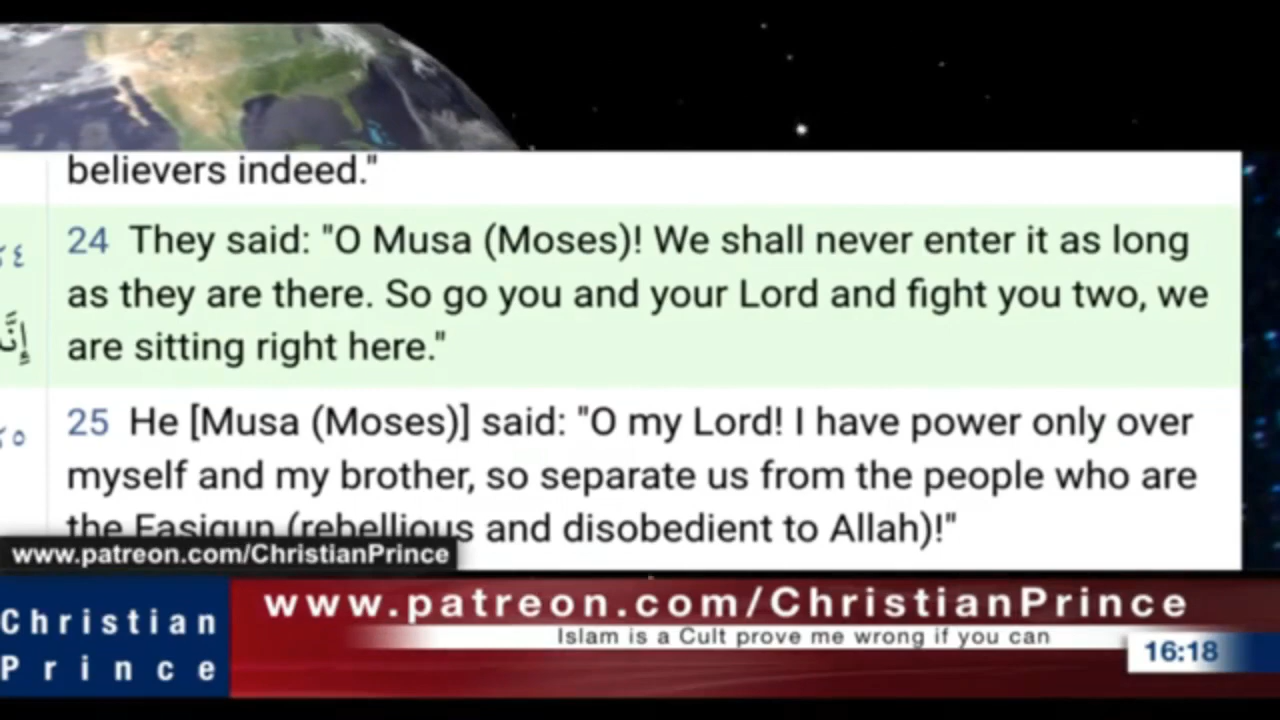 believers indeed."
24 They said: "O Musa (Moses)! We shall never enter it as long
as they are there. So go you and your Lord and fight you two, we
are sitting right here."
25 He [Musa (Moses)] said: "O my Lord! I have power only over
myself and my brother, so separate us from the people who are
the Fasiqun (rebellious and disobedient to Allah)!"
www.patreon.com/ChristianPrince
www.patreon.com/ChristianPrince
Islam is a Cult prove me wrong if you can
Christian
Prince
16:18